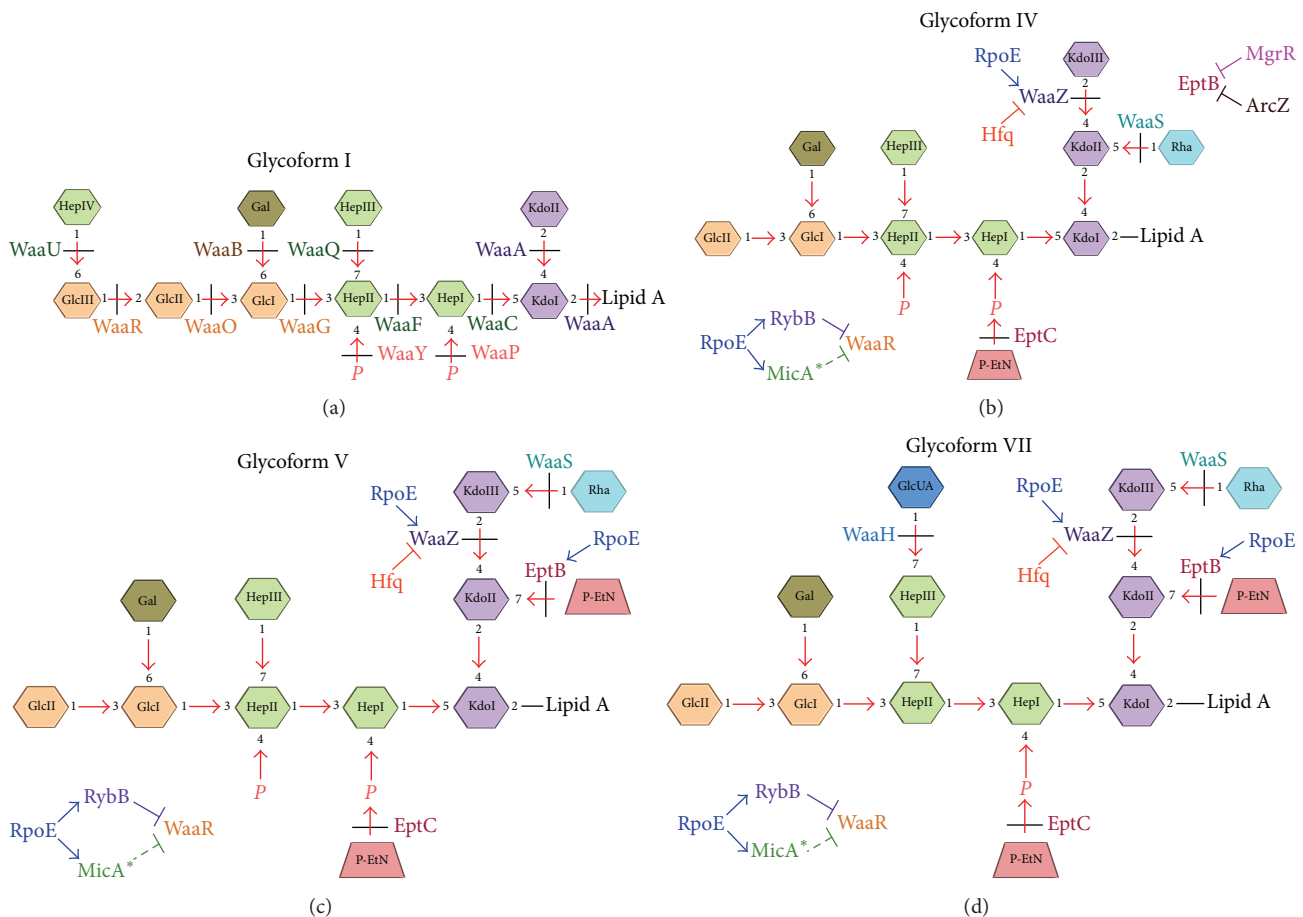 Glycoform I
HepIV Gal HepIII KdoII
1 1 1 2
WaaU WaaB WaaQ WaaA
6 6 7 4
GlcIII 1 2 GlcII 1 3 GlcI 1 3 HepII 1 3 HepI 1 5 KdoI 2 Lipid A
WaaR WaaO WaaG WaaF WaaC WaaA
4 4
WaaY WaaP
P P
(a)
Glycoform IV
RpoE KdoIII MgrR
2 EptB
WaaZ ArcZ
Hfq 4 WaaS
Gal HepIII KdoII 5 1 Rha
1 1 2
6 7 4
GlcII 1 3 GlcI 1 3 HepII 1 3 HepI 1 5 KdoI 2 Lipid A
4 4
P P
RybB EptC
RpoE WaaR
MicA* P-EtN
(b)
Glycoform V
WaaS
RpoE KdoIII 5 1 Rha
2 RpoE
WaaZ
Hfq 4 EptB
Gal HepIII KdoII 7 P-EtN
1 1 2
6 7 4
GlcII 1 3 GlcI 1 3 HepII 1 3 HepI 1 5 KdoI 2 Lipid A
4 4
P P
RybB EptC
RpoE WaaR
MicA* P-EtN
(c)
Glycoform VII
WaaS
GlcUA RpoE KdoIII 5 1 Rha
1 2 RpoE
WaaH WaaZ
7 Hfq 4 EptB
Gal HepIII KdoII 7 P-EtN
1 1 2
6 7 4
GlcII 1 3 GlcI 1 3 HepII 1 3 HepI 1 5 KdoI 2 Lipid A
4
P
RybB EptC
RpoE WaaR
MicA* P-EtN
(d)